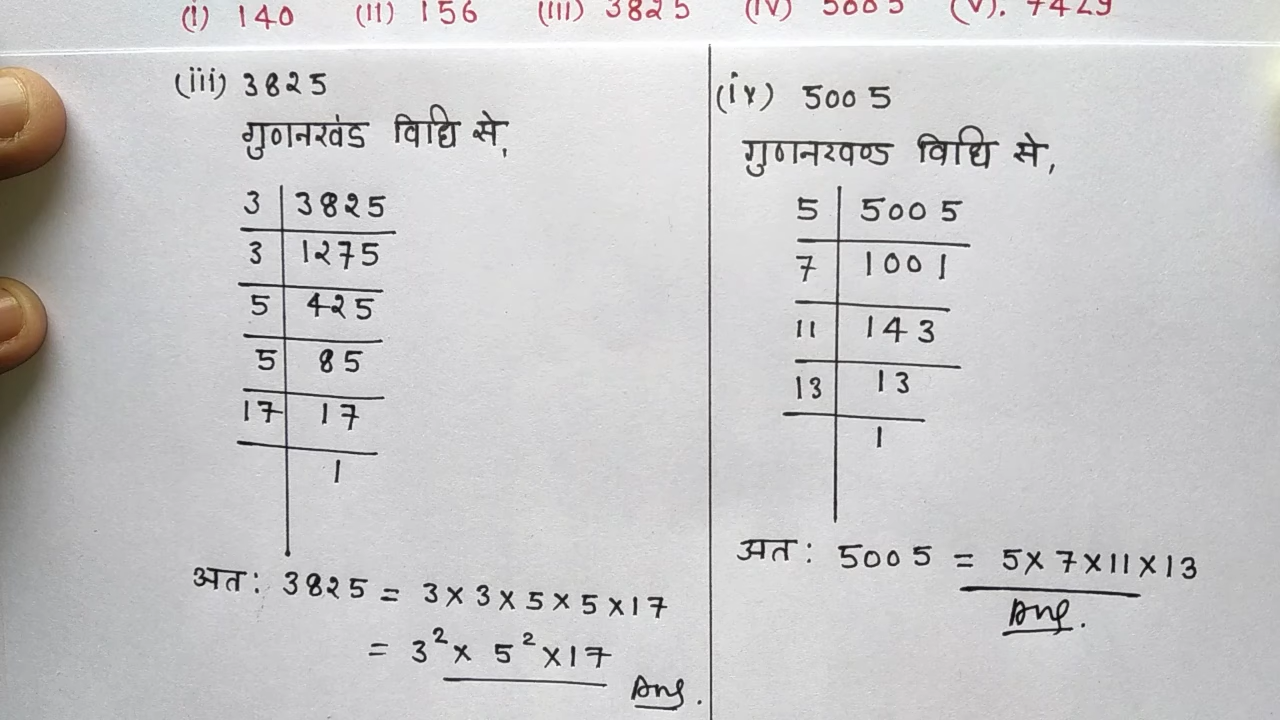 (i) 140 (ii) 156 (iii) 3825 (iv) 5005 (v). 7429
(iii) 3825
गुणनखंड विधि से,
3 3825
3 1275
5 425
5 85
17 17
1
अतः 3825 = 3×3×5×5×17
= 3² × 5² × 17
Ans.
(iv) 5005
गुणनखण्ड विधि से,
5 5005
7 1001
11 143
13 13
1
अतः 5005 = 5×7×11×13
Ans.